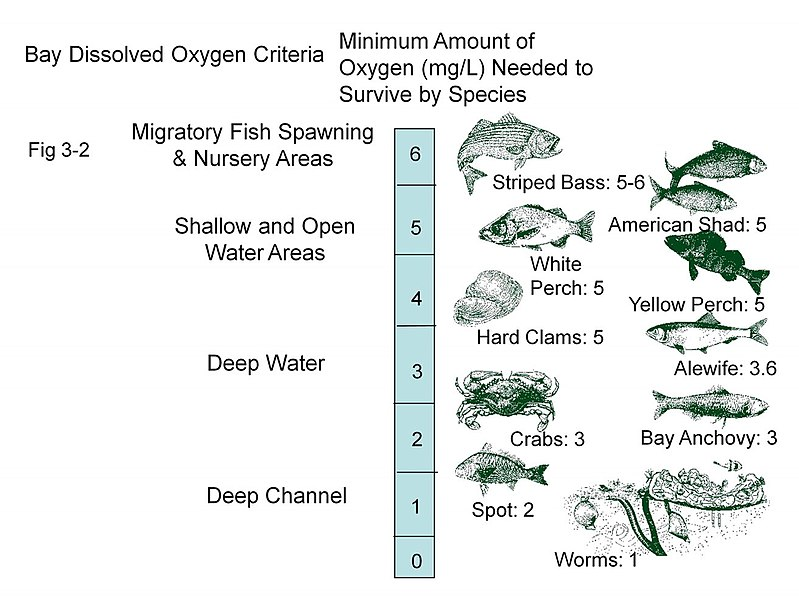 Bay Dissolved Oxygen Criteria
Minimum Amount of
Oxygen (mg/L) Needed to
Survive by Species
Fig 3-2
Migratory Fish Spawning
& Nursery Areas
6
Striped Bass: 5-6
American Shad: 5
Shallow and Open
Water Areas
5
White
Perch: 5
Yellow Perch: 5
4
Hard Clams: 5
Alewife: 3.6
Deep Water
3
Crabs: 3
Bay Anchovy: 3
2
Deep Channel
1
Spot: 2
Worms: 1
0